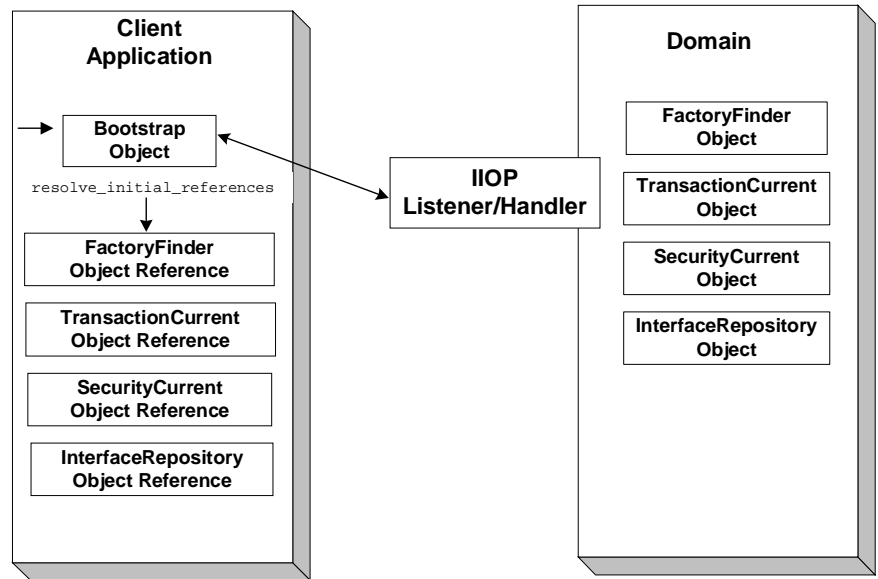 Client
Application
Bootstrap
Object
resolve_initial_references
FactoryFinder
Object Reference
TransactionCurrent
Object Reference
SecurityCurrent
Object Reference
InterfaceRepository
Object Reference
IIOP
Listener/Handler
Domain
FactoryFinder
Object
TransactionCurrent
Object
SecurityCurrent
Object
InterfaceRepository
Object